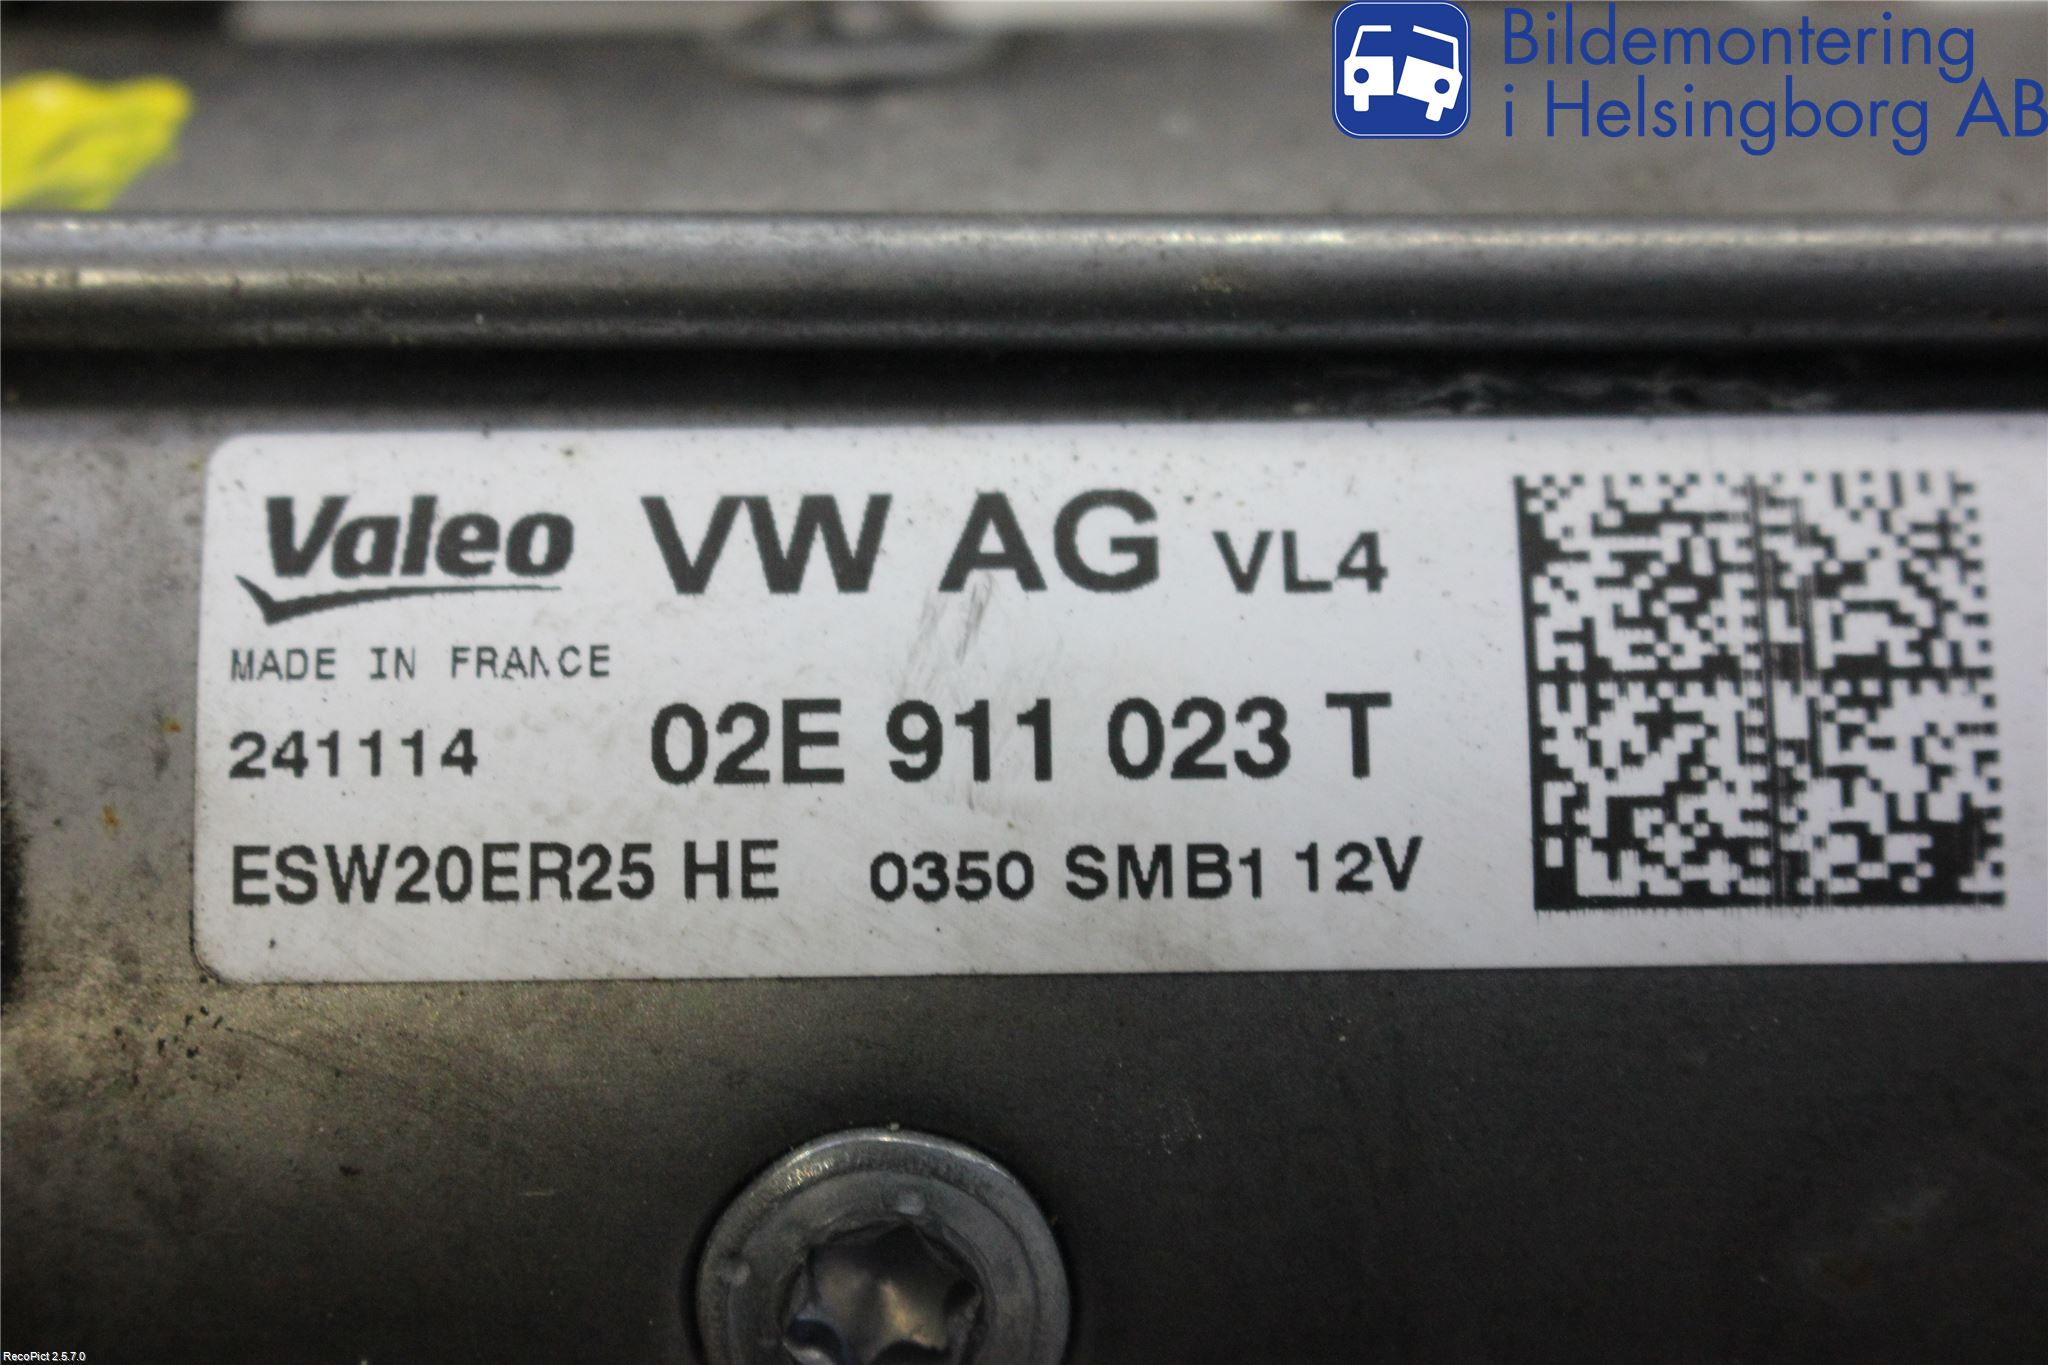 Bildemontering
i Helsingborg AB
Valeo VW AG VL4
MADE IN FRANCE
241114 02E 911 023 T
ESW20ER25 HE 0350 SMB1 12V
RecoPict 2.5.7.0